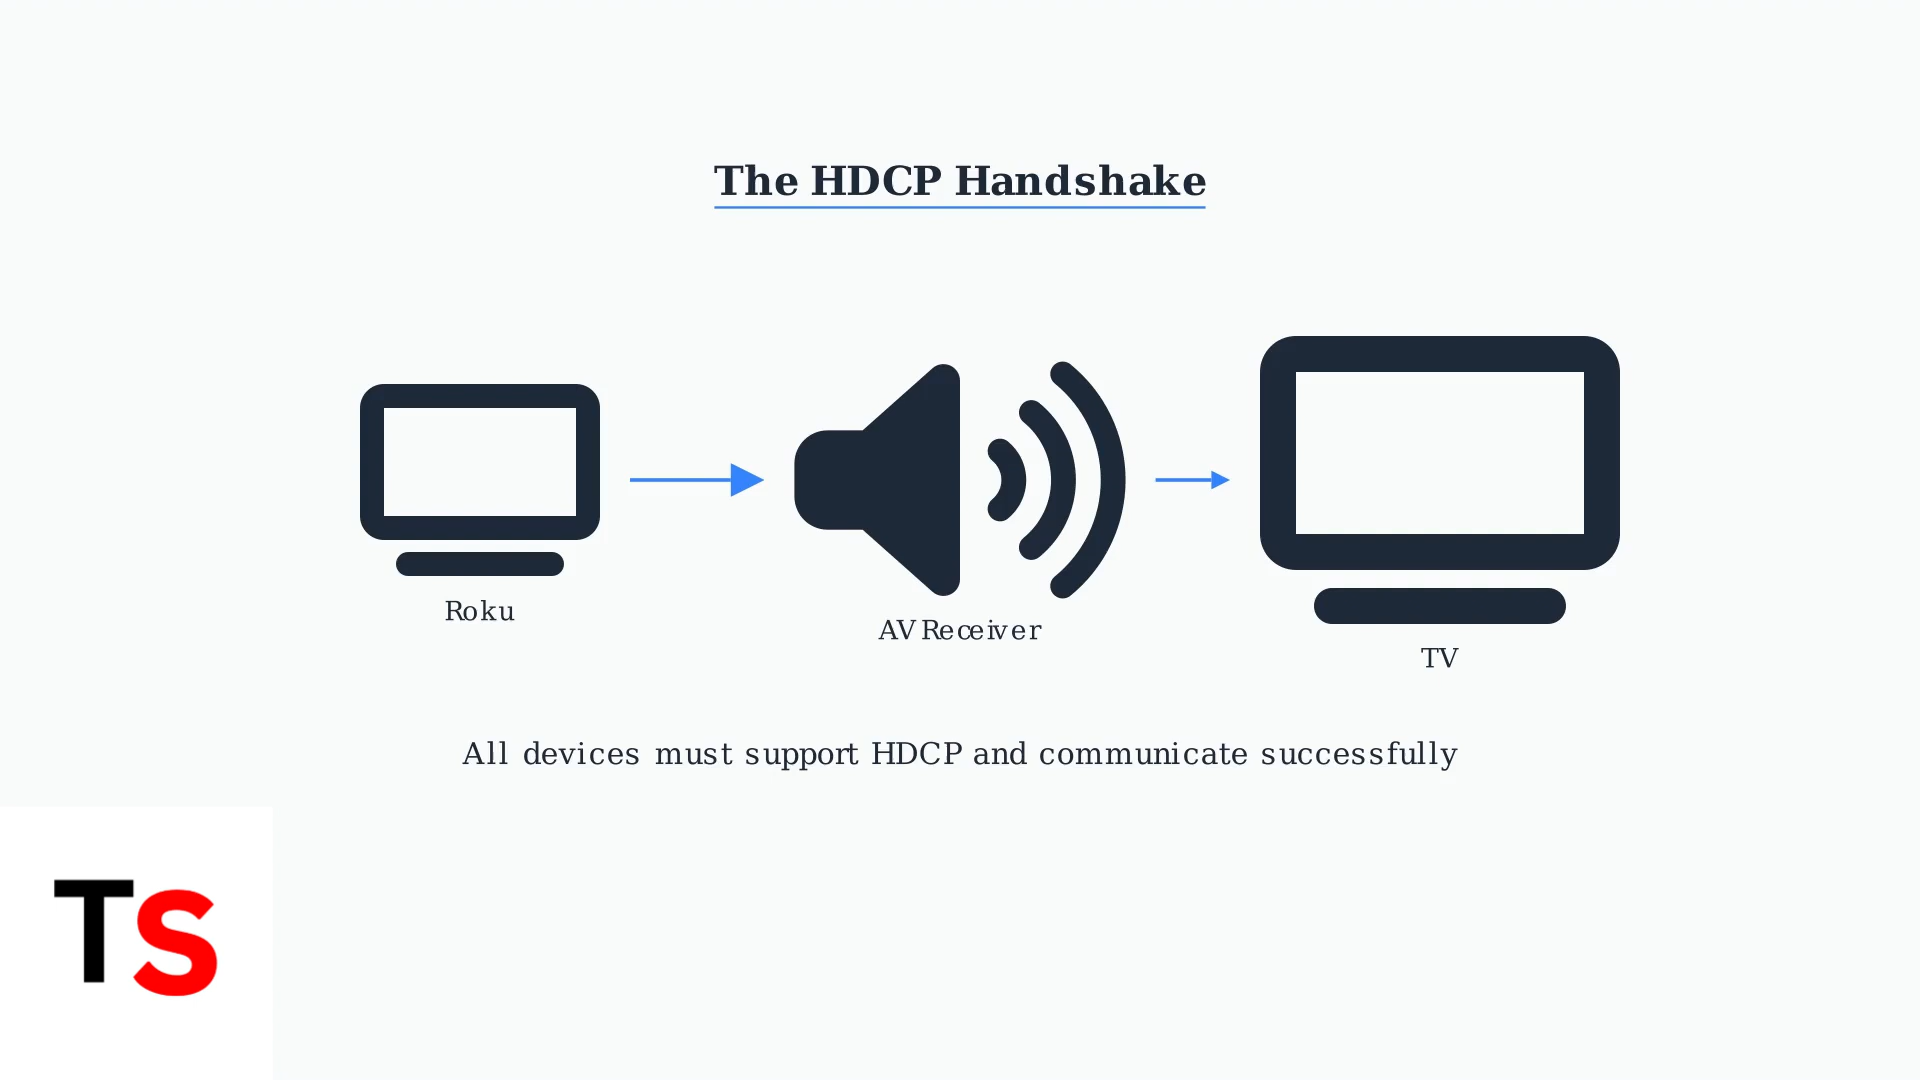 The HDCP Handshake
Roku
AV Receiver
TV
All devices must support HDCP and communicate successfully
TS